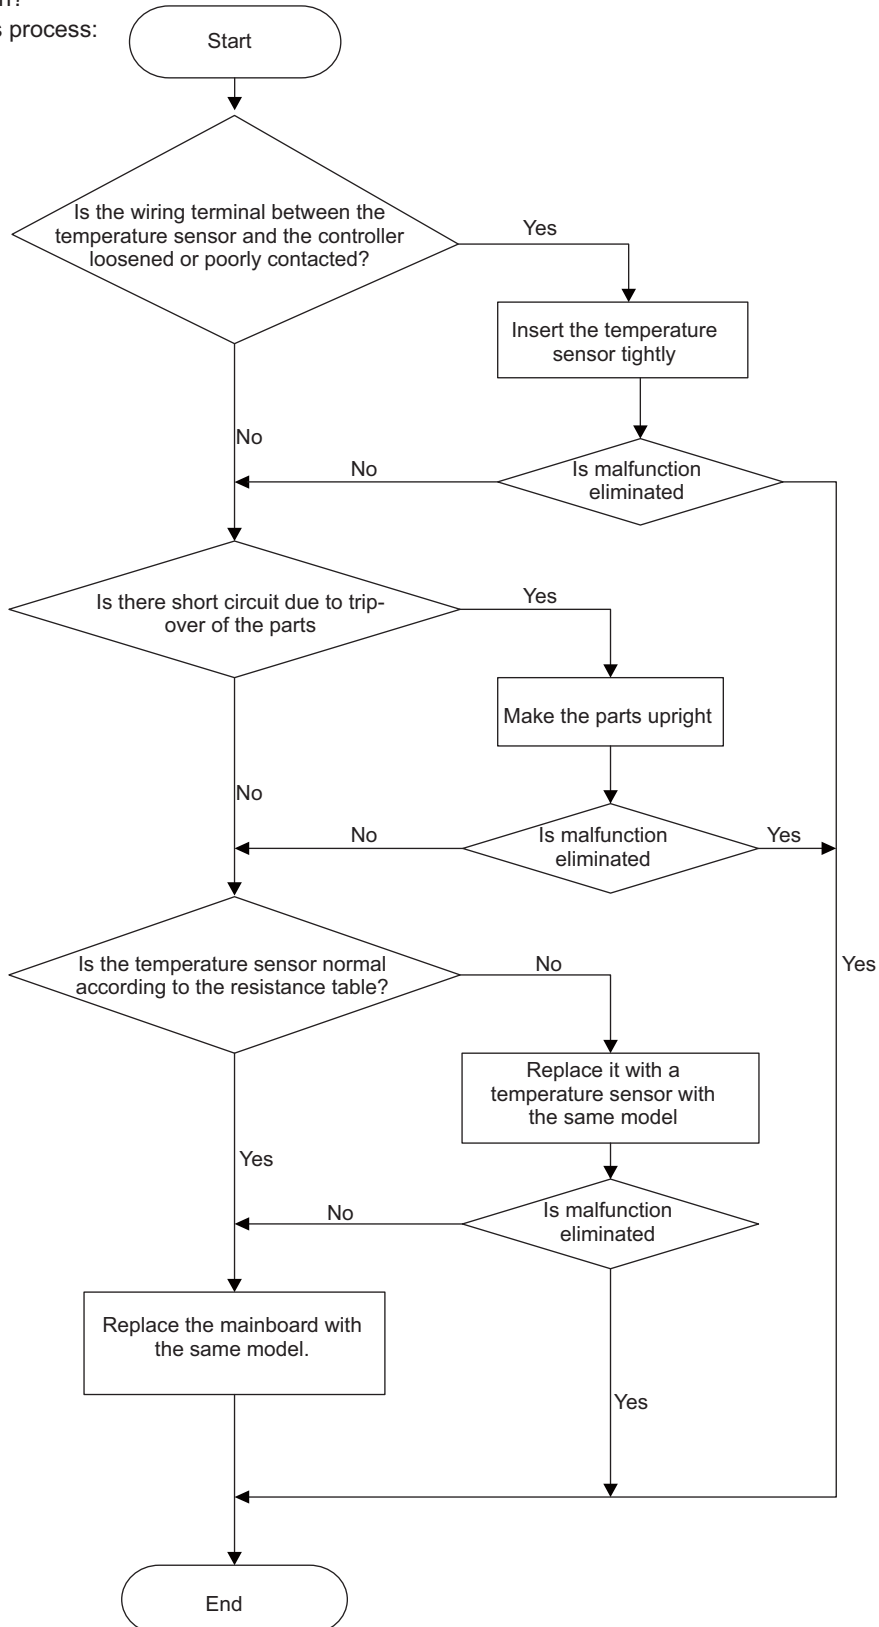 process:
Start
Is the wiring terminal between the
temperature sensor and the controller
loosened or poorly contacted?
Yes
Insert the temperature
sensor tightly
No
No
Is malfunction
eliminated
Is there short circuit due to trip-
over of the parts
Yes
Make the parts upright
No
No
Is malfunction
eliminated
Yes
Is the temperature sensor normal
according to the resistance table?
No
Yes
Replace it with a
temperature sensor with
the same model
Yes
No
Is malfunction
eliminated
Replace the mainboard with
the same model.
Yes
End